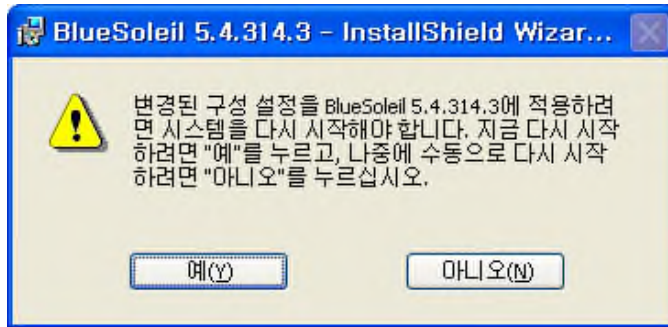 BlueSoleil 5.4.314.3 - InstallShield Wizar...
변경된 구성 설정을 BlueSoleil 5.4.314.3에 적용하려
면 시스템을 다시 시작해야 합니다. 지금 다시 시작
하려면 "예"를 누르고, 나중에 수동으로 다시 시작
하려면 "아니오"를 누르십시오.
예(Y) 아니오(N)